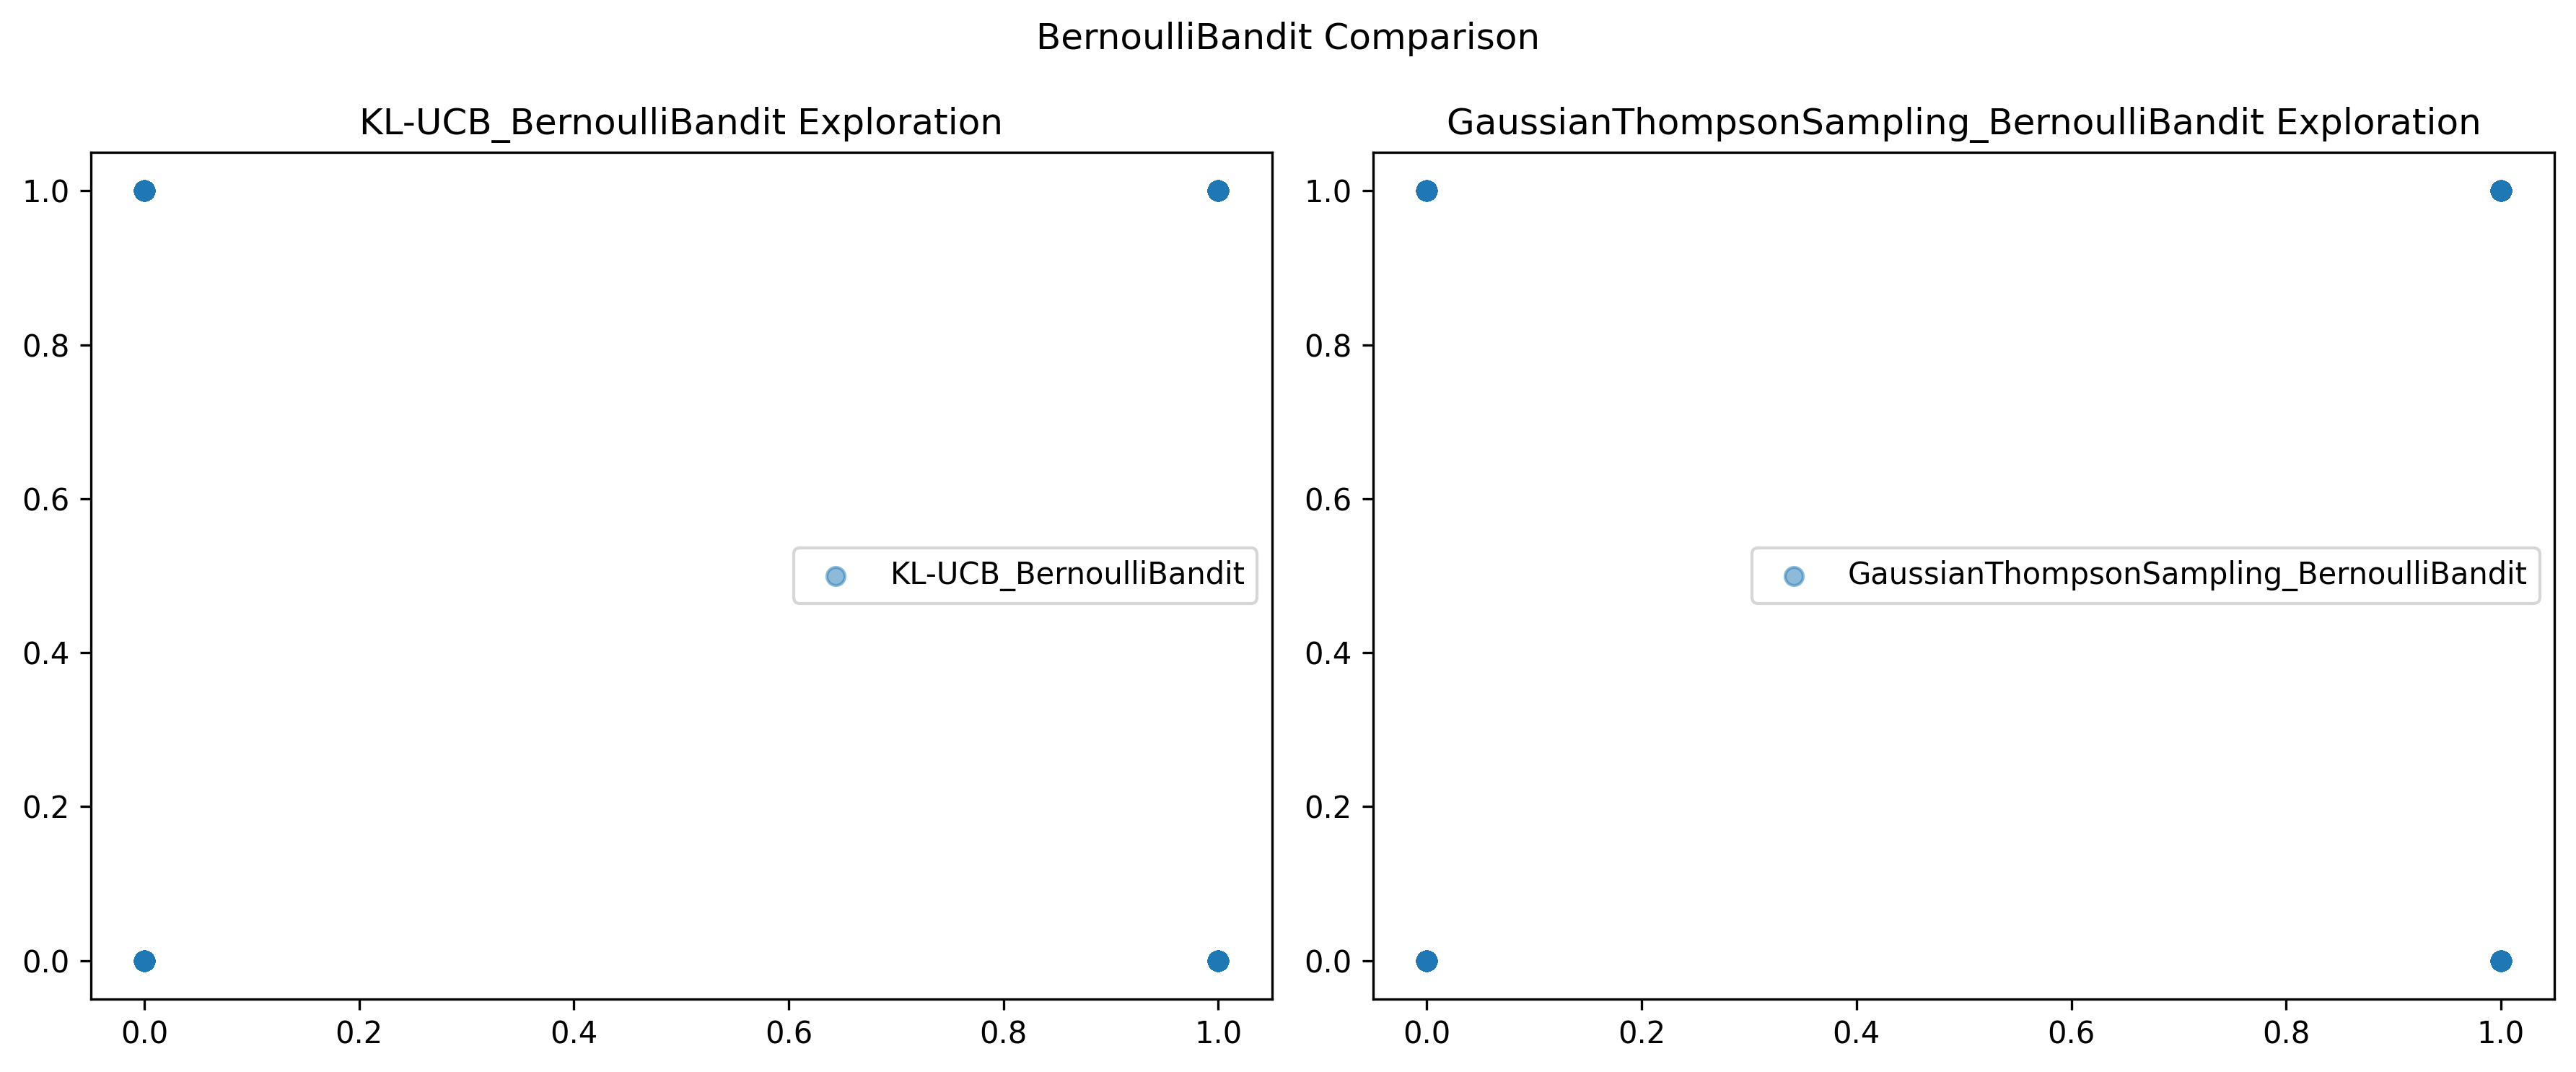 BernoulliBandit Comparison
KL-UCB_BernoulliBandit Exploration
1.0
0.8
0.6
0.4
0.2
0.0
KL-UCB_BernoulliBandit
0.0 0.2 0.4 0.6 0.8 1.0
GaussianThompsonSampling_BernoulliBandit Exploration
1.0
0.8
0.6
0.4
0.2
0.0
GaussianThompsonSampling_BernoulliBandit
0.0 0.2 0.4 0.6 0.8 1.0